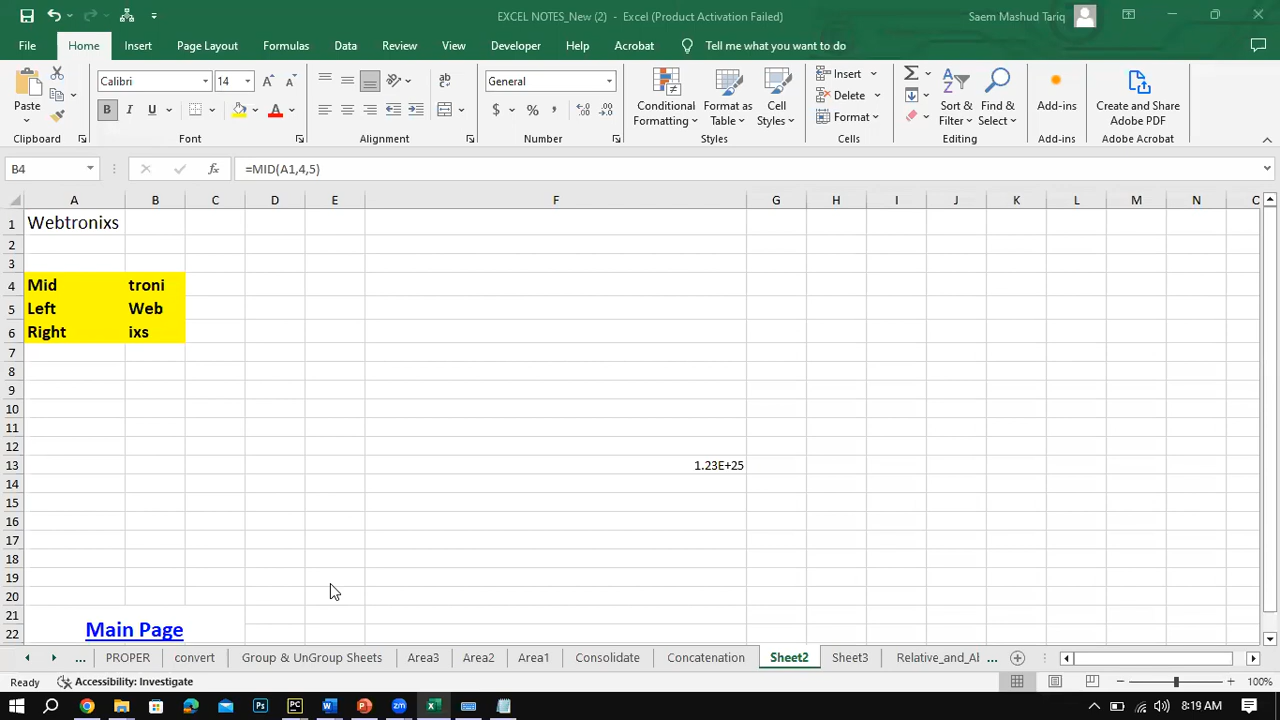 EXCEL NOTES_New (2) - Excel (Product Activation Failed)
Saem Mashud Tariq
File Home Insert Page Layout Formulas Data Review View Developer Help Acrobat Tell me what you want to do
Paste
Calibri 14
B I U
General
$ % ,
Conditional Formatting
Format as Table
Cell Styles
Insert
Delete
Format
Sort & Filter
Find & Select
Add-ins
Create and Share Adobe PDF
Clipboard Font Alignment Number Styles Cells Editing Add-ins Adobe Acrobat
B4 fx =MID(A1,4,5)
A B C D E F G H I J K L M N
1 Webtronixs
2
3
4 Mid troni
5 Left Web
6 Right ixs
7
8
9
10
11
12
13 1.23E+25
14
15
16
17
18
19
20
21
22 Main Page
... PROPER convert Group & UnGroup Sheets Area3 Area2 Area1 Consolidate Concatenation Sheet2 Sheet3 ...
Ready Accessibility: Investigate 100%
8:19 AM